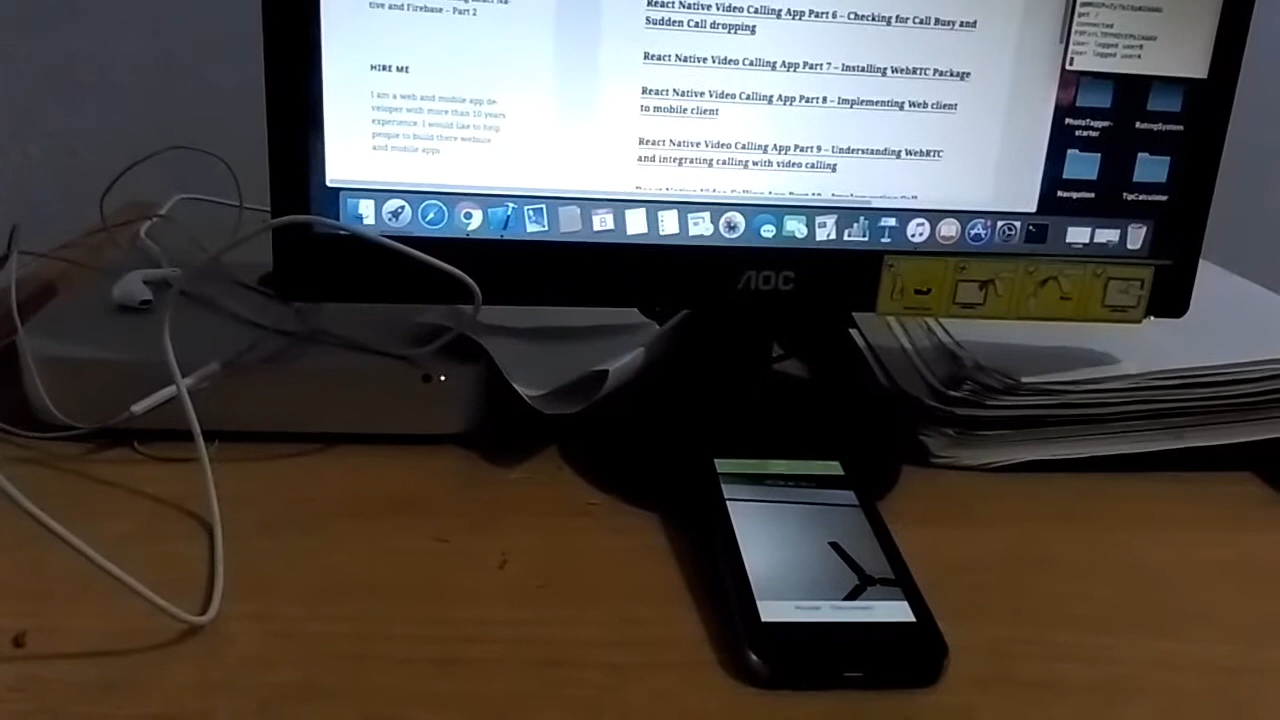 tive and Firebase – Part 2
HIRE ME
I am a web and mobile app de-
veloper with more than 10 years
experience. I would like to help
people to build there website
and mobile apps
React Native Video Calling App Part 6 – Checking for Call Busy and
Sudden Call dropping
React Native Video Calling App Part 7 – Installing WebRTC Package
React Native Video Calling App Part 8 – Implementing Web client
to mobile client
React Native Video Calling App Part 9 – Understanding WebRTC
and integrating calling with video calling
get /
connected
User logged
User logged
PhotoTagger-
starter
RatingSystem
Navigation
TipCalculator
8
AOC